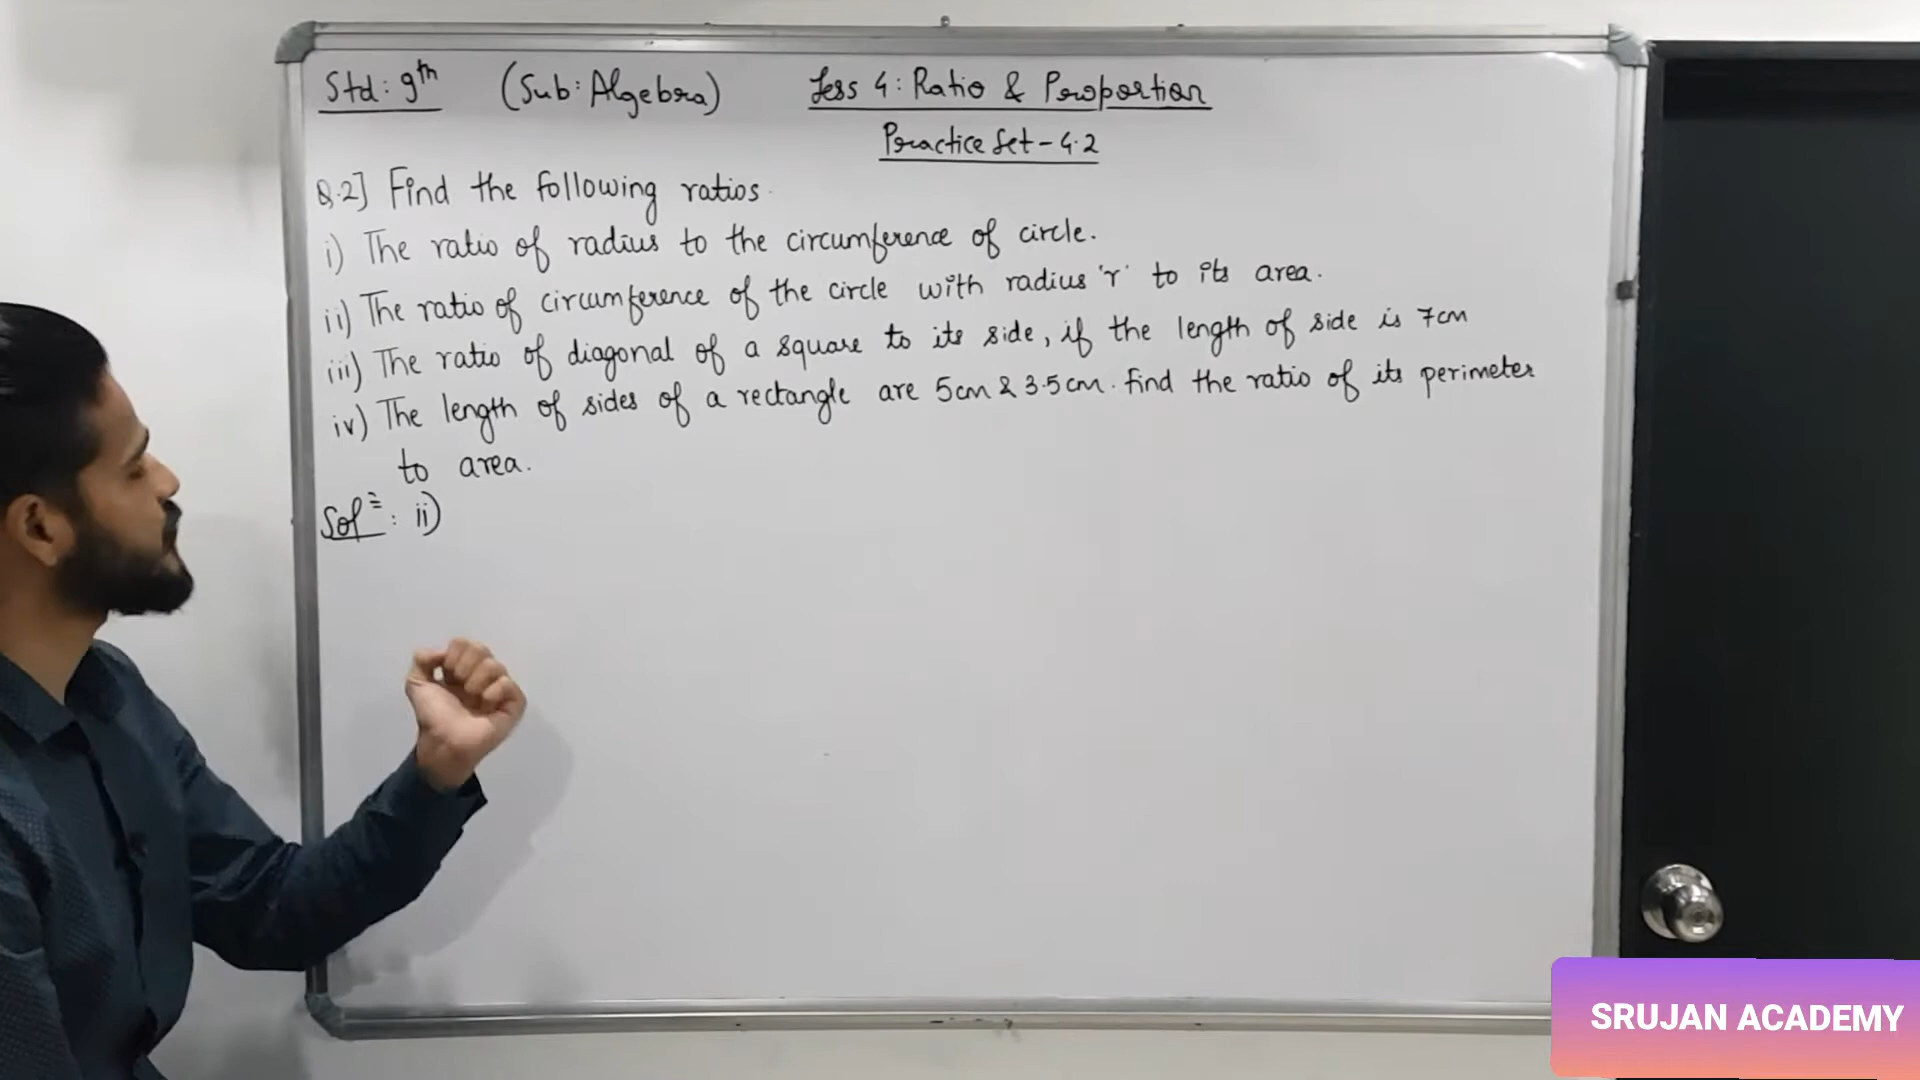 Std: 9th (Sub: Algebra) Less 4: Ratio & Proportion
Practice Set - 4.2
Q.2] Find the following ratios.
i) The ratio of radius to the circumference of circle.
ii) The ratio of circumference of the circle with radius 'r' to its area.
iii) The ratio of diagonal of a square to its side, if the length of side is 7cm
iv) The length of sides of a rectangle are 5cm & 3.5cm. find the ratio of its perimeter
to area.
Solⁿ: ii)
SRUJAN ACADEMY